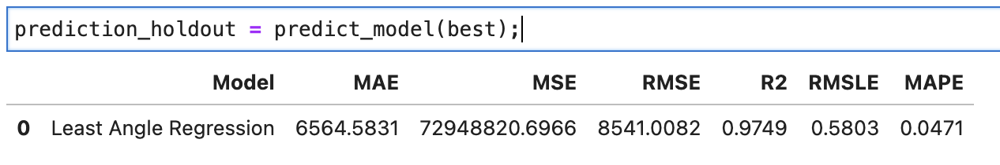 prediction_holdout = predict_model(best);
Model MAE MSE RMSE R2 RMSLE MAPE
0 Least Angle Regression 6564.5831 72948820.6966 8541.0082 0.9749 0.5803 0.0471